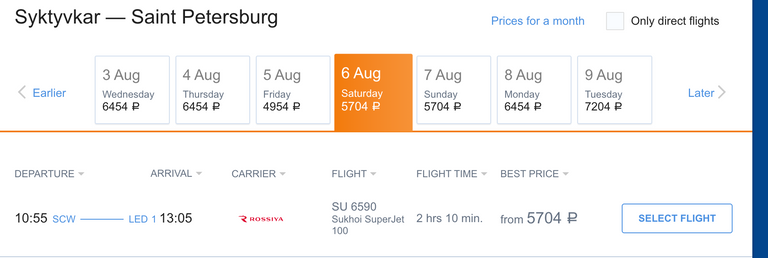 Syktyvkar — Saint Petersburg
Prices for a month
Only direct flights
Earlier
3 Aug
Wednesday
6454 ₽
4 Aug
Thursday
6454 ₽
5 Aug
Friday
4954 ₽
6 Aug
Saturday
5704 ₽
7 Aug
Sunday
5704 ₽
8 Aug
Monday
6454 ₽
9 Aug
Tuesday
7204 ₽
Later
DEPARTURE ARRIVAL CARRIER FLIGHT FLIGHT TIME BEST PRICE
10:55 SCW LED 1 13:05
ROSSIYA
SU 6590
Sukhoi SuperJet
100
2 hrs 10 min.
from 5704 ₽
SELECT FLIGHT